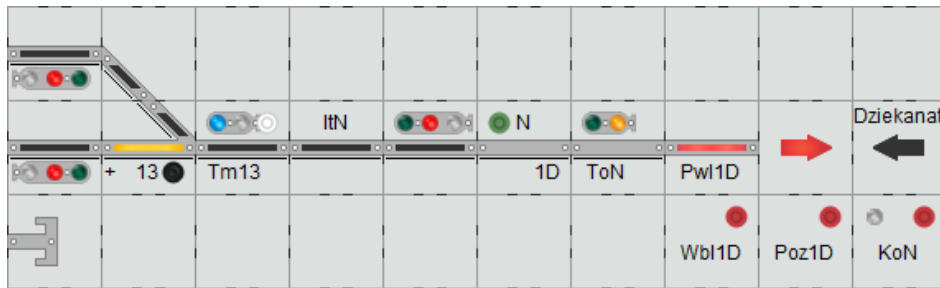 Dziekanat
ItN
N
+ 13
Tm13
1D
ToN
Pwl1D
Wbl1D
Poz1D
KoN